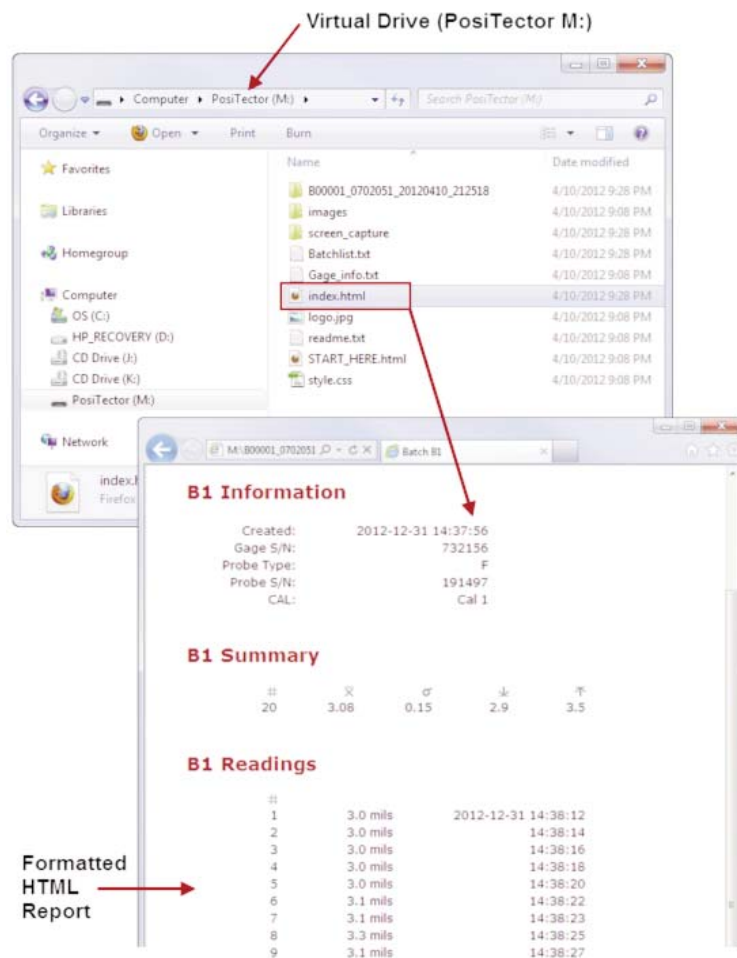 Virtual Drive (PosiTector M:)
Computer ▸ PosiTector (M:) ▸
Search PosiTector (M:)
Organize Open Print Burn
Name Date modified
Favorites
Libraries
Homegroup
Computer
OS (C:)
HP_RECOVERY (D:)
CD Drive (J:)
CD Drive (K:)
PosiTector (M:)
Network
B00001_0702051_20120410_212518 4/10/2012 9:28 PM
images 4/10/2012 9:08 PM
screen_capture 4/10/2012 9:28 PM
Batchlist.txt 4/10/2012 9:28 PM
Gage_info.txt 4/10/2012 9:08 PM
index.html 4/10/2012 9:28 PM
logo.jpg 4/10/2012 9:08 PM
readme.txt 4/10/2012 9:08 PM
START_HERE.html 4/10/2012 9:08 PM
style.css 4/10/2012 9:08 PM
Firefox
M:\B00001_0702051
Batch B1
B1 Information
Created: 2012-12-31 14:37:56
Gage S/N: 732156
Probe Type: F
Probe S/N: 191497
CAL: Cal 1
B1 Summary
# x̄ σ ↓ ↑
20 3.08 0.15 2.9 3.5
B1 Readings
#
1 3.0 mils 2012-12-31 14:38:12
2 3.0 mils 14:38:14
3 3.0 mils 14:38:16
4 3.0 mils 14:38:18
5 3.0 mils 14:38:20
6 3.1 mils 14:38:22
7 3.1 mils 14:38:23
8 3.3 mils 14:38:25
9 3.1 mils 14:38:27
Formatted
HTML
Report